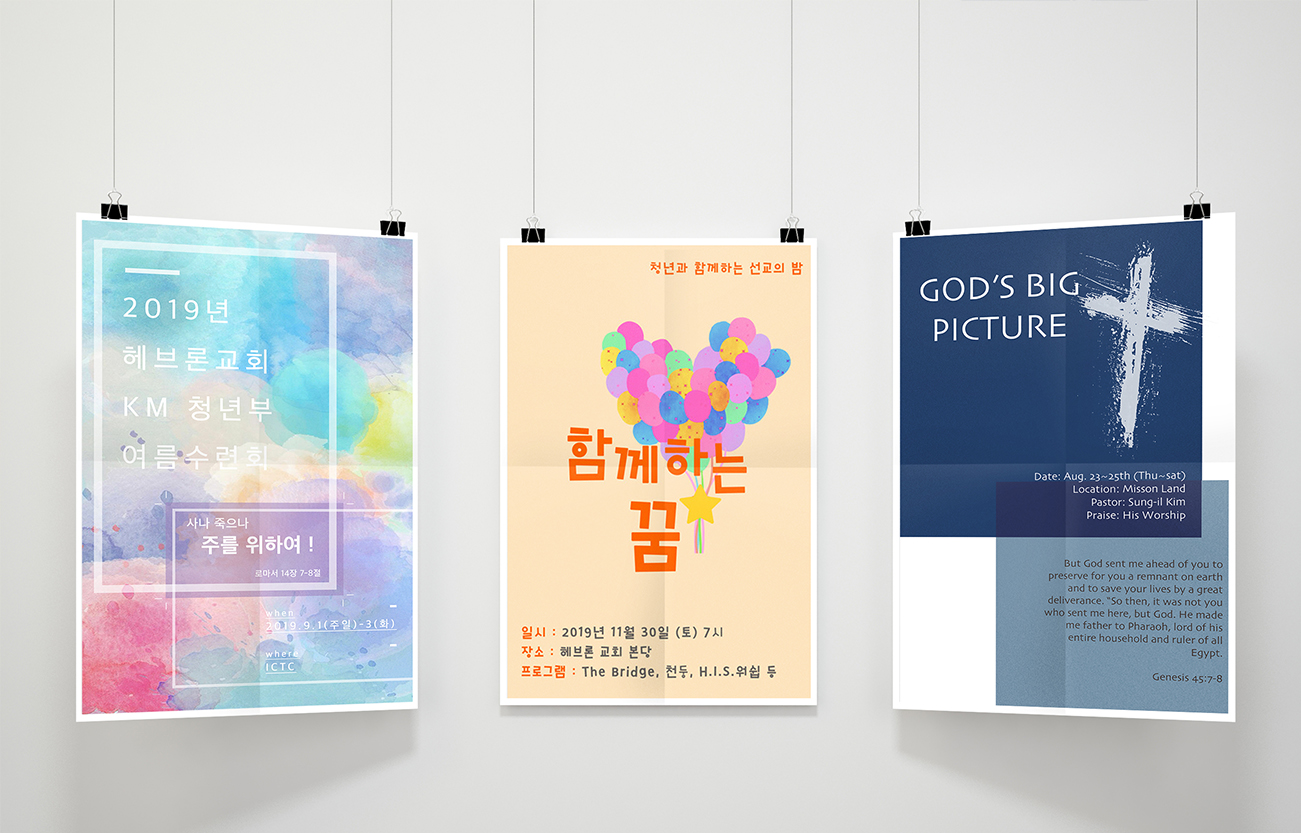 2019년
헤브론교회
KM 청년부
여름수련회
사나 죽으나
주를 위하여 !
로마서 14장 7-8절
when
2019.9.1(주일)-3(화)
where
ICTC
청년과 함께하는 선교의 밤
함께하는
꿈
일시 : 2019년 11월 30일 (토) 7시
장소 : 헤브론 교회 본당
프로그램 : The Bridge, 천둥, H.I.S.워쉽 등
GOD'S BIG
PICTURE
Date: Aug. 23~25th (Thu~sat)
Location: Misson Land
Pastor: Sung-il Kim
Praise: His Worship
But God sent me ahead of you to
preserve for you a remnant on earth
and to save your lives by a great
deliverance. "So then, it was not you
who sent me here, but God. He made
me father to Pharaoh, lord of his
entire household and ruler of all
Egypt.
Genesis 45:7-8